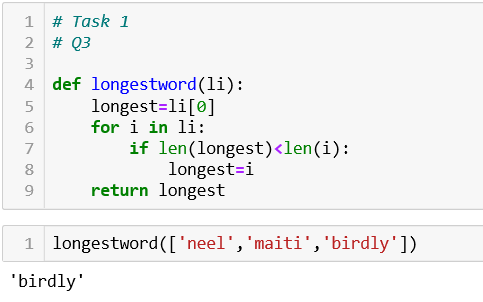 1 # Task 1
2 # Q3
3
4 def longestword(li):
5     longest=li[0]
6     for i in li:
7         if len(longest)<len(i):
8             longest=i
9     return longest
1 longestword(['neel','maiti','birdly'])
'birdly'